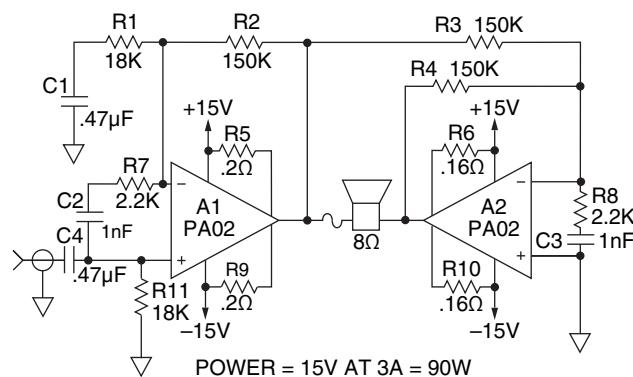 R1
18K
R2
150K
R3
150K
R4 150K
C1
.47µF
+15V
R5
.2Ω
+15V
R6
.16Ω
R7
2.2K
C2
1nF
C4
.47µF
−
+
A1
PA02
8Ω
A2
PA02
−
+
R8
2.2K
C3
1nF
R11
18K
R9
.2Ω
−15V
R10
.16Ω
−15V
POWER = 15V AT 3A = 90W